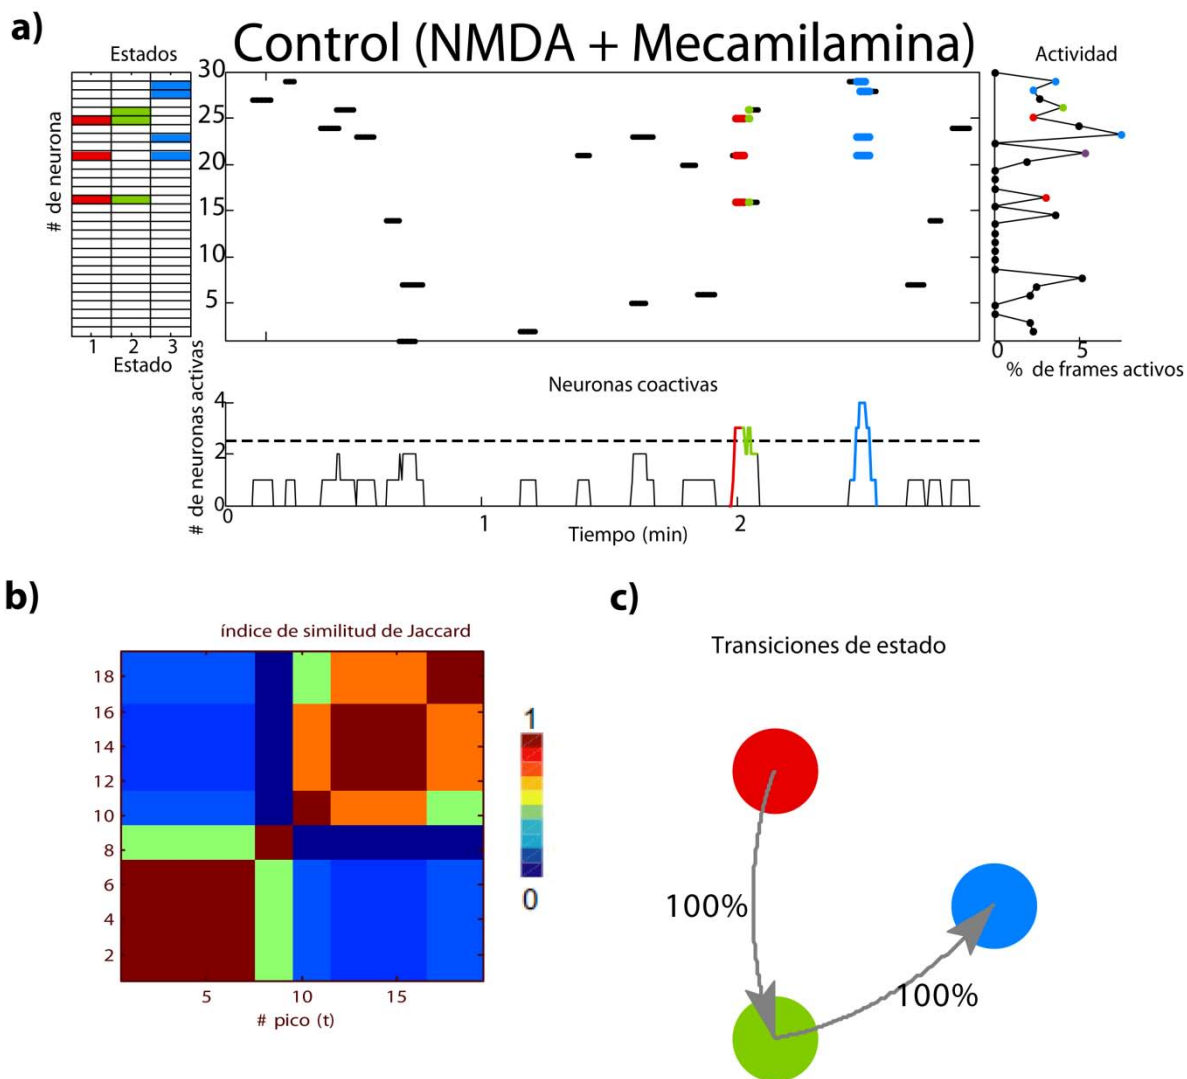 a)
Control (NMDA + Mecamilamina)
Estados
Actividad
# de neurona
30
25
20
15
10
5
1 2 3
Estado
0 5
% de frames activos
Neuronas coactivas
# de neuronas activas
4
2
0
0 1 2
Tiempo (min)
b)
índice de similitud de Jaccard
18
16
14
12
10
8
6
4
2
5 10 15
# pico (t)
1
0
c)
Transiciones de estado
100%
100%